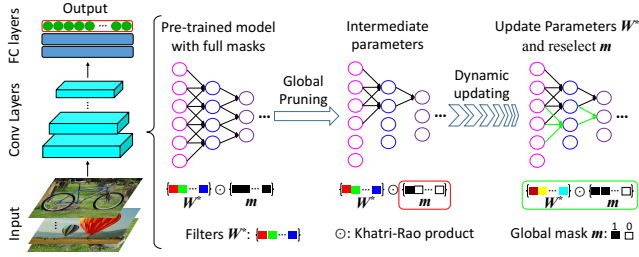 Output
FC layers
Conv Layers
Input
Pre-trained model
with full masks
Global
Pruning
Intermediate
parameters
Dynamic
updating
Update Parameters W*
and reselect m
... ... ...
{ ... } ⊙ { ... }
W* m
{ ... } ⊙ { ... }
W* m
{ ... } ⊙ { ... }
W* m
Filters W*: { ... }
⊙: Khatri-Rao product
Global mask m: 1 0